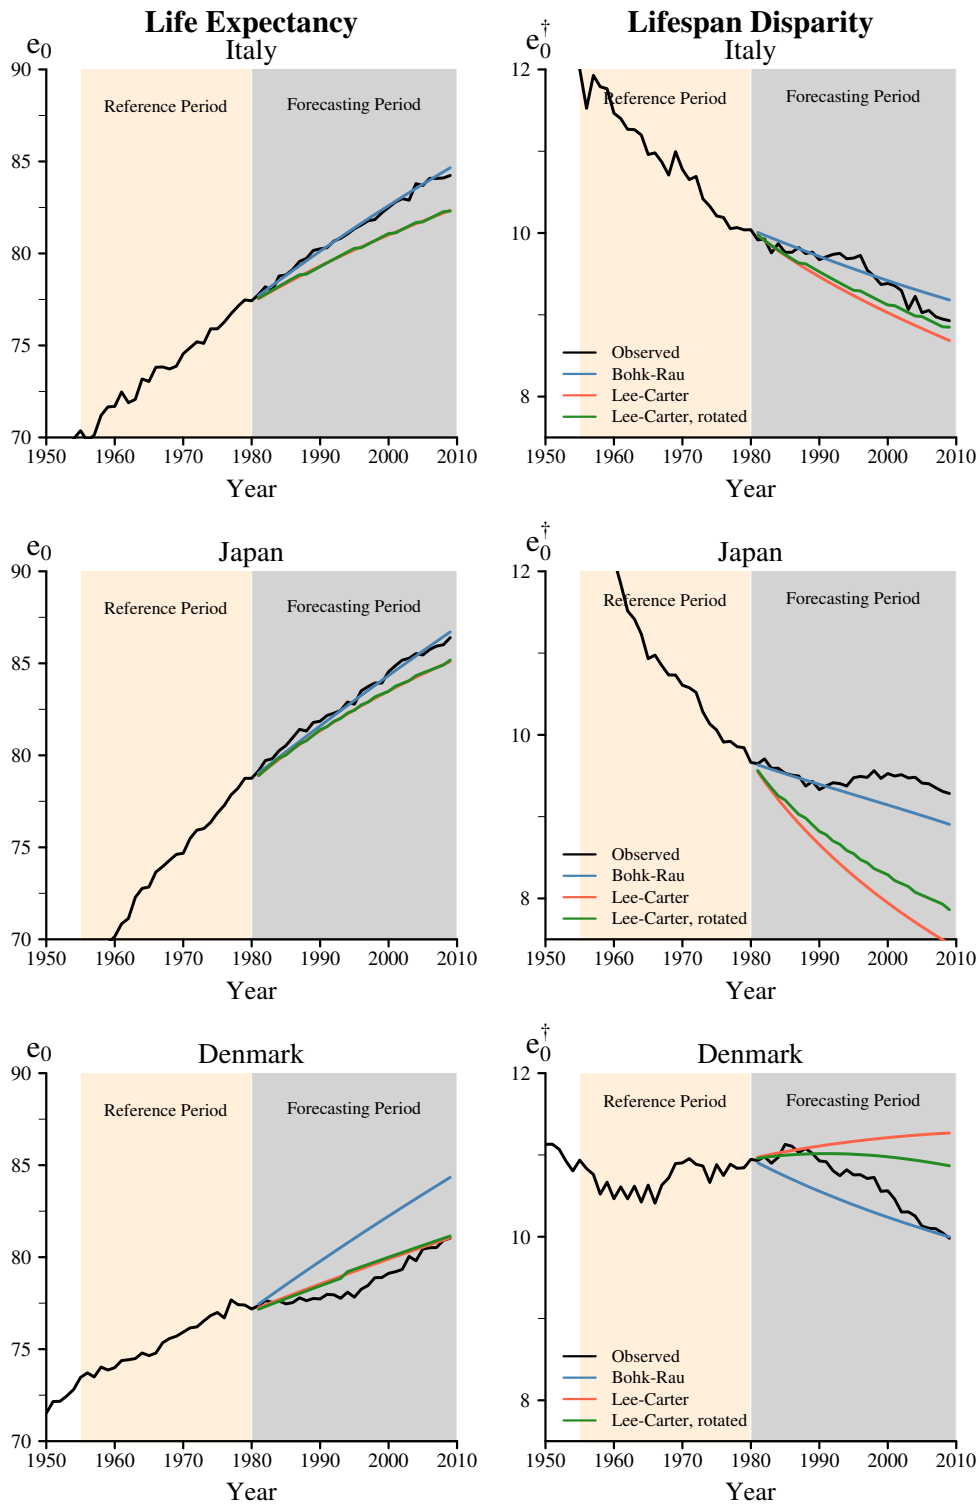 Life Expectancy
Lifespan Disparity
Italy
e0
90
85
80
75
70
Reference Period
Forecasting Period
1950 1960 1970 1980 1990 2000 2010
Year
Italy
e0†
12
10
8
Reference Period
Forecasting Period
Observed
Bohk-Rau
Lee-Carter
Lee-Carter, rotated
1950 1960 1970 1980 1990 2000 2010
Year
Japan
e0
90
85
80
75
70
Reference Period
Forecasting Period
1950 1960 1970 1980 1990 2000 2010
Year
Japan
e0†
12
10
8
Reference Period
Forecasting Period
Observed
Bohk-Rau
Lee-Carter
Lee-Carter, rotated
1950 1960 1970 1980 1990 2000 2010
Year
Denmark
e0
90
85
80
75
70
Reference Period
Forecasting Period
1950 1960 1970 1980 1990 2000 2010
Year
Denmark
e0†
12
10
8
Reference Period
Forecasting Period
Observed
Bohk-Rau
Lee-Carter
Lee-Carter, rotated
1950 1960 1970 1980 1990 2000 2010
Year